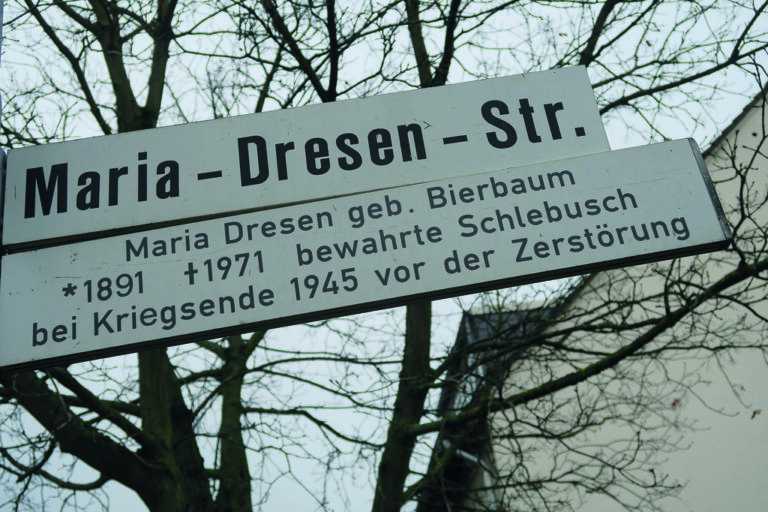 Maria-Dresen-Str.
Maria Dresen geb. Bierbaum
*1891 †1971 bewahrte Schlebusch
bei Kriegsende 1945 vor der Zerstörung